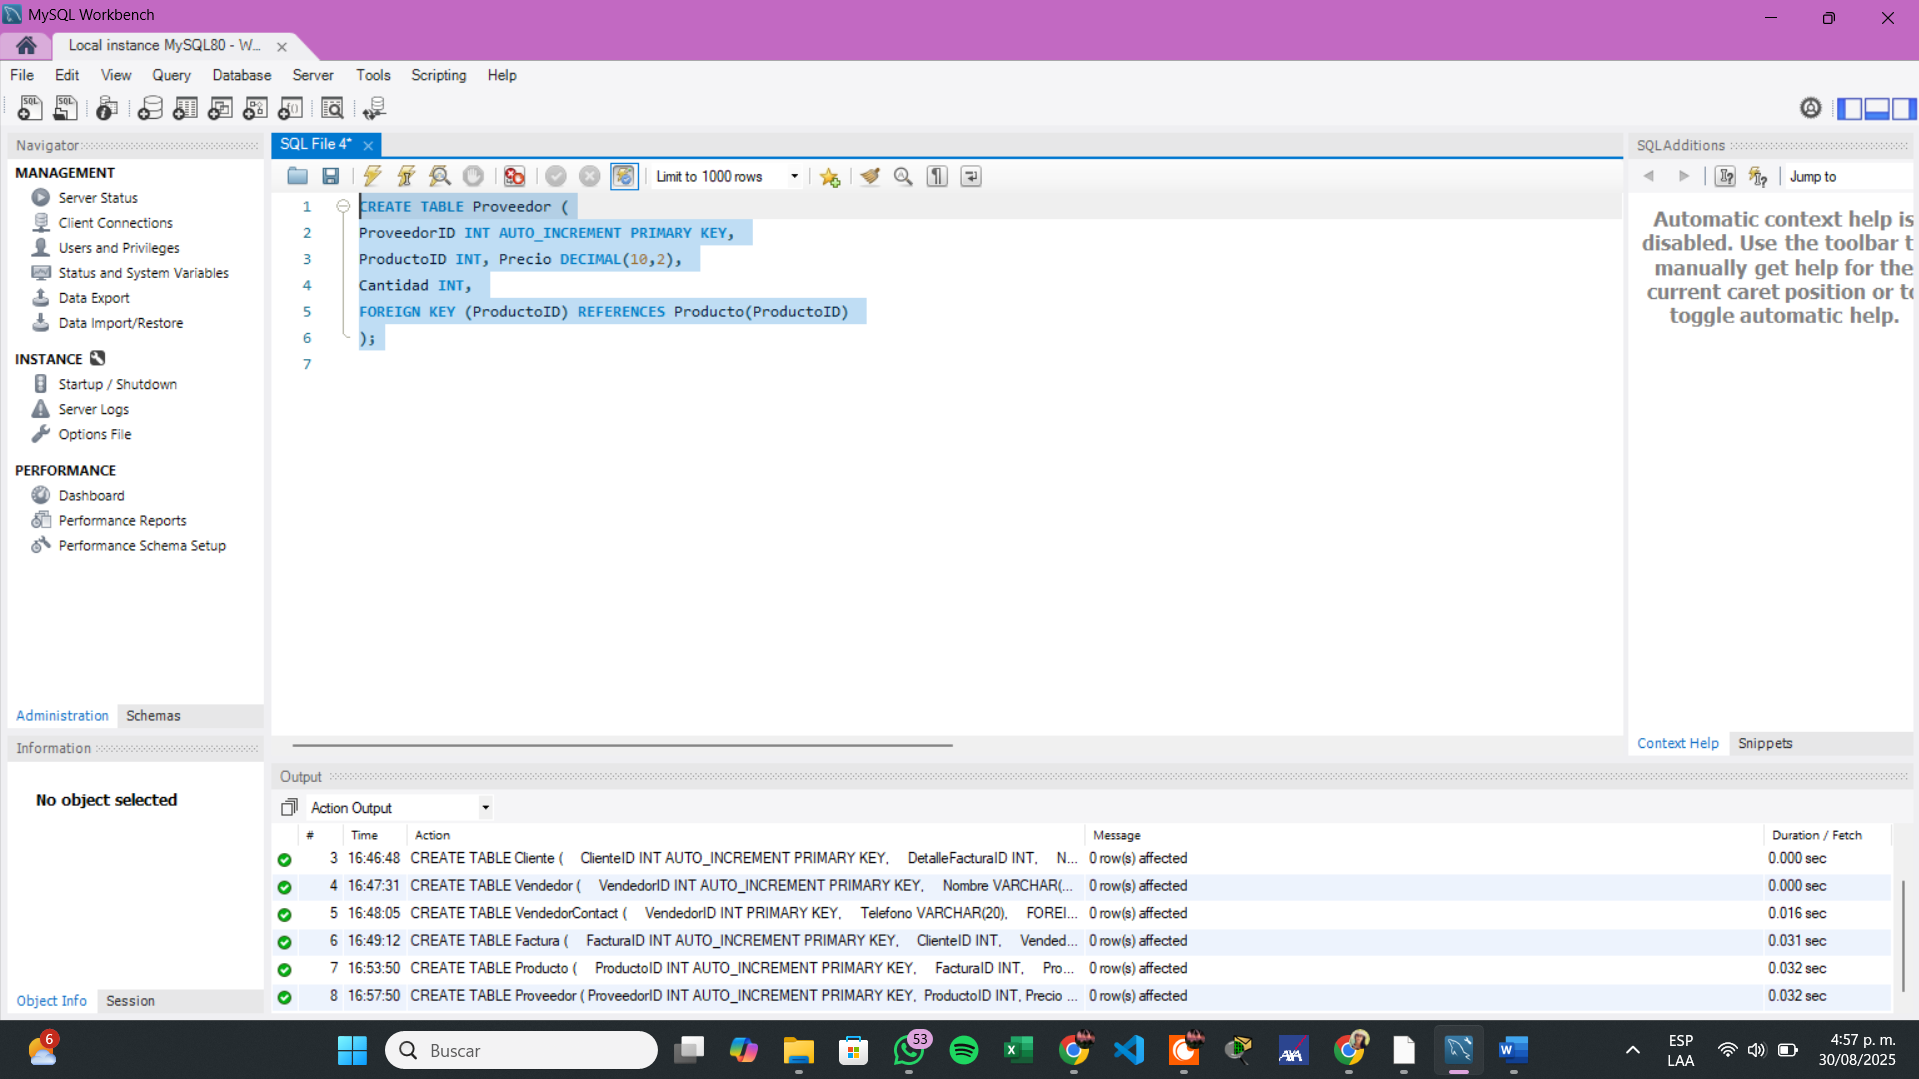 MySQL Workbench
Local instance MySQL80 - W...
File Edit View Query Database Server Tools Scripting Help
Navigator
MANAGEMENT
Server Status
Client Connections
Users and Privileges
Status and System Variables
Data Export
Data Import/Restore
INSTANCE
Startup / Shutdown
Server Logs
Options File
PERFORMANCE
Dashboard
Performance Reports
Performance Schema Setup
Administration Schemas
Information
No object selected
Object Info Session
SQL File 4*
Limit to 1000 rows
1 CREATE TABLE Proveedor (
2 ProveedorID INT AUTO_INCREMENT PRIMARY KEY,
3 ProductoID INT, Precio DECIMAL(10,2),
4 Cantidad INT,
5 FOREIGN KEY (ProductoID) REFERENCES Producto(ProductoID)
6 );
7
SQLAdditions
Jump to
Automatic context help is
disabled. Use the toolbar t
manually get help for the
current caret position or to
toggle automatic help.
Context Help Snippets
Output
Action Output
# Time Action Message Duration / Fetch
3 16:46:48 CREATE TABLE Cliente ( ClienteID INT AUTO_INCREMENT PRIMARY KEY, DetalleFacturaID INT, N... 0 row(s) affected 0.000 sec
4 16:47:31 CREATE TABLE Vendedor ( VendedorID INT AUTO_INCREMENT PRIMARY KEY, Nombre VARCHAR(... 0 row(s) affected 0.000 sec
5 16:48:05 CREATE TABLE VendedorContact ( VendedorID INT PRIMARY KEY, Telefono VARCHAR(20), FOREI... 0 row(s) affected 0.016 sec
6 16:49:12 CREATE TABLE Factura ( FacturaID INT AUTO_INCREMENT PRIMARY KEY, ClienteID INT, Vended... 0 row(s) affected 0.031 sec
7 16:53:50 CREATE TABLE Producto ( ProductoID INT AUTO_INCREMENT PRIMARY KEY, FacturaID INT, Pro... 0 row(s) affected 0.032 sec
8 16:57:50 CREATE TABLE Proveedor ( ProveedorID INT AUTO_INCREMENT PRIMARY KEY, ProductoID INT, Precio ... 0 row(s) affected 0.032 sec
6
Buscar
53
AXA
ESP
LAA
4:57 p. m.
30/08/2025